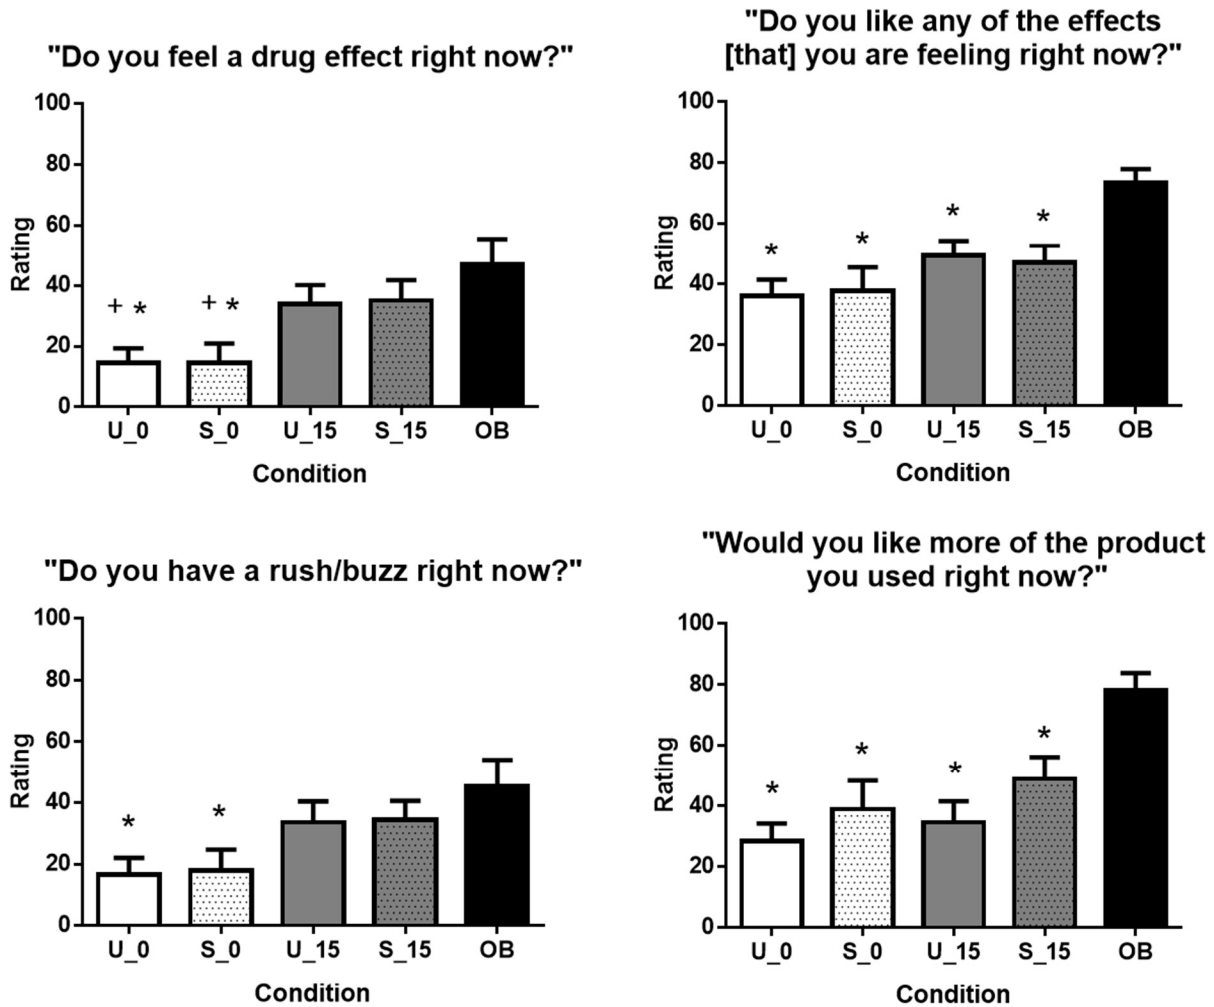 "Do you feel a drug effect right now?"
100
80
60
40
20
0
Rating
+ *
+ *
U_0 S_0 U_15 S_15 OB
Condition
"Do you like any of the effects
[that] you are feeling right now?"
100
80
60
40
20
0
Rating
*
*
*
*
U_0 S_0 U_15 S_15 OB
Condition
"Do you have a rush/buzz right now?"
100
80
60
40
20
0
Rating
*
*
U_0 S_0 U_15 S_15 OB
Condition
"Would you like more of the product
you used right now?"
100
80
60
40
20
0
Rating
*
*
*
*
U_0 S_0 U_15 S_15 OB
Condition